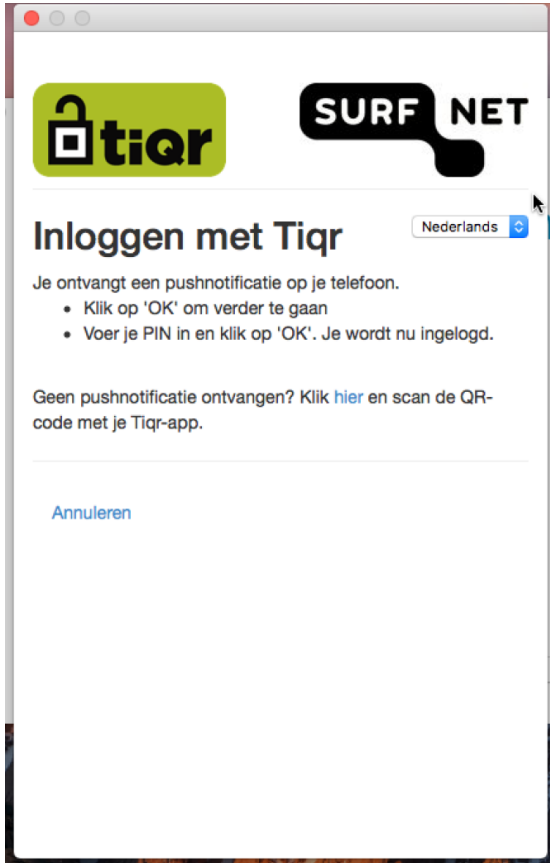 tiqr
SURF NET
Inloggen met Tiqr
Nederlands
Je ontvangt een pushnotificatie op je telefoon.
• Klik op 'OK' om verder te gaan
• Voer je PIN in en klik op 'OK'. Je wordt nu ingelogd.
Geen pushnotificatie ontvangen? Klik hier en scan de QR-
code met je Tiqr-app.
Annuleren